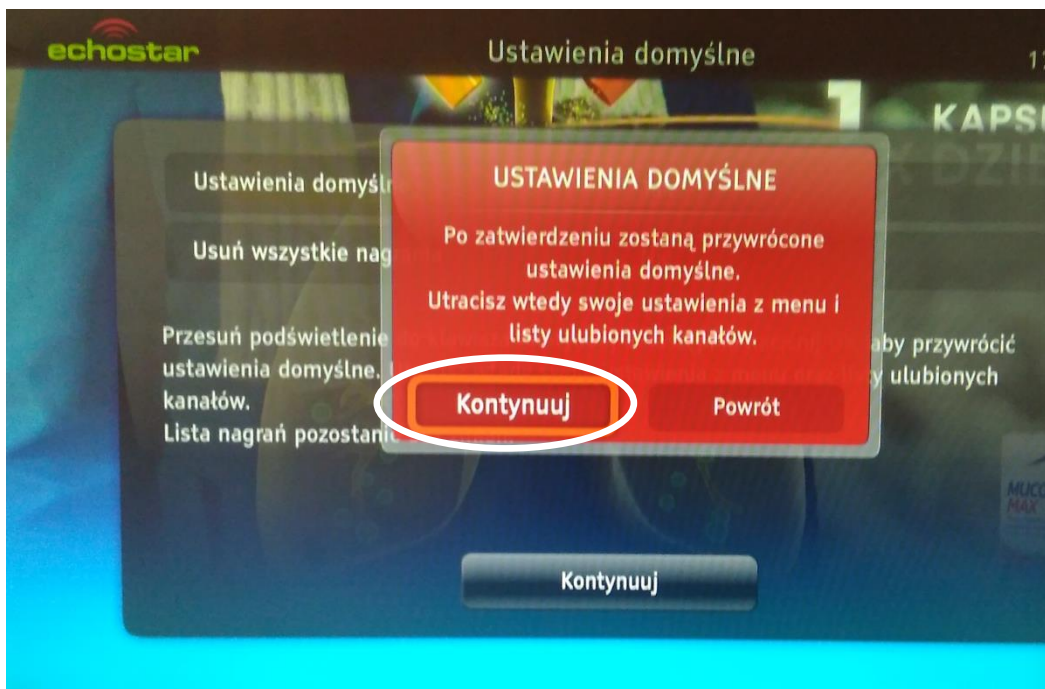 echostar
Ustawienia domyślne
KAPS
Ustawienia domyśl
Usuń wszystkie nag
USTAWIENIA DOMYŚLNE
Po zatwierdzeniu zostaną przywrócone
ustawienia domyślne.
Utracisz wtedy swoje ustawienia z menu i
listy ulubionych kanałów.
Kontynuuj
Powrót
Przesuń podświetlenie aby przywrócić
ustawienia domyślne. ulubionych
kanałów.
Lista nagrań pozostanie
Kontynuuj
MAX